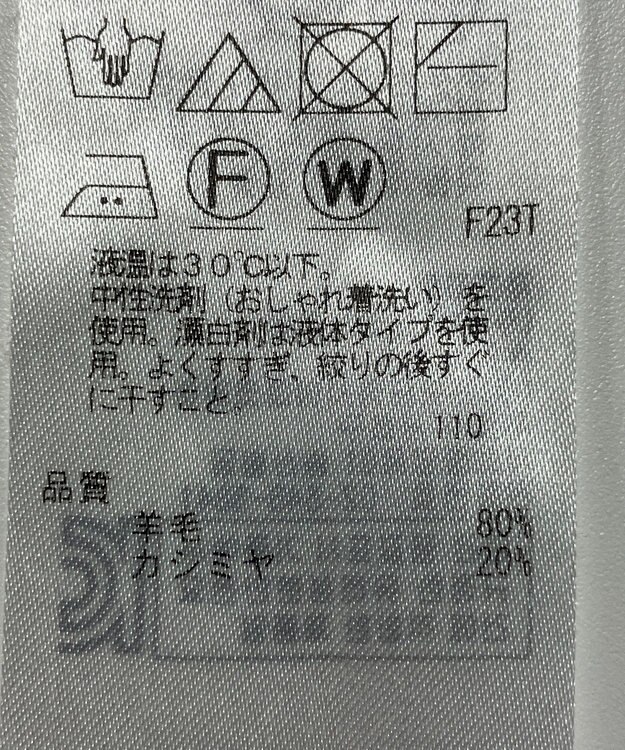 F
W
F23T
液温は30℃以下。
中性洗剤（おしゃれ着洗い）を
使用。漂白剤は液体タイプを使
用。よくすすぎ、絞りの後すぐ
に干すこと。
110
品質
羊毛 80%
カシミヤ 20%